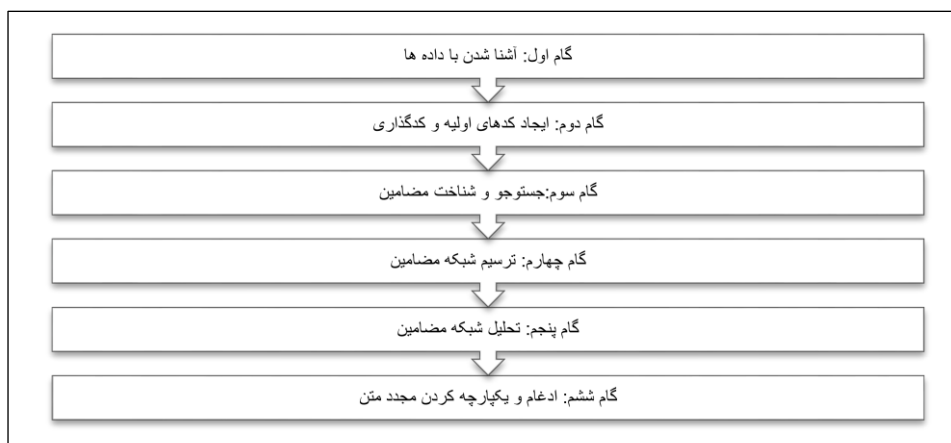 گام اول: آشنا شدن با داده ها
گام دوم: ایجاد کدهای اولیه و کدگذاری
گام سوم:جستوجو و شناخت مضامین
گام چهارم: ترسیم شبکه مضامین
گام پنجم: تحلیل شبکه مضامین
گام ششم: ادغام و یکپارچه کردن مجدد متن